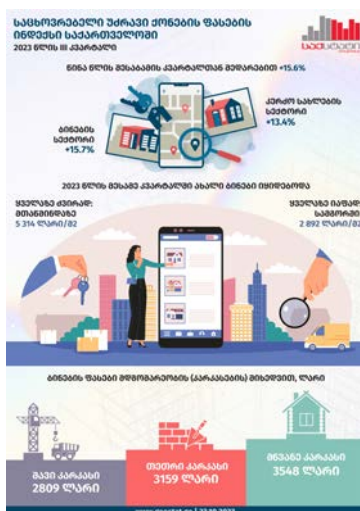 საცხოვრებელი უძრავი ქონების ფასების
ინდექსი საქართველოში
2023 წლის III კვარტალი
საქსტატი
წინა წლის შესაბამის კვარტალთან შედარებით +15.6%
კერძო სახლების
სექტორი
+13.4%
ბინების
სექტორი
+15.7%
2023 წლის მესამე კვარტალში ახალი ბინები იყიდებოდა
ყველაზე ძვირად:
მთაწმინდაზე
5 314 ლარი/მ2
ყველაზე იაფად:
სამგორში
2 892 ლარი/მ2
ბინების ფასები მდგომარეობის (კარკასების) მიხედვით, ლარი
შავი კარკასი
2809 ლარი
თეთრი კარკასი
3159 ლარი
მწვანე კარკასი
3548 ლარი